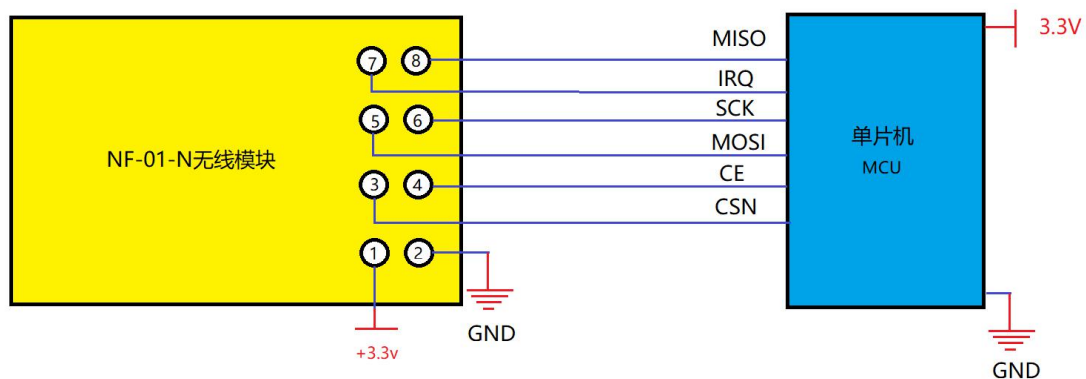 NF-01-N无线模块
7
8
5
6
3
4
1
2
+3.3v
GND
MISO
IRQ
SCK
MOSI
CE
CSN
单片机
MCU
3.3V
GND